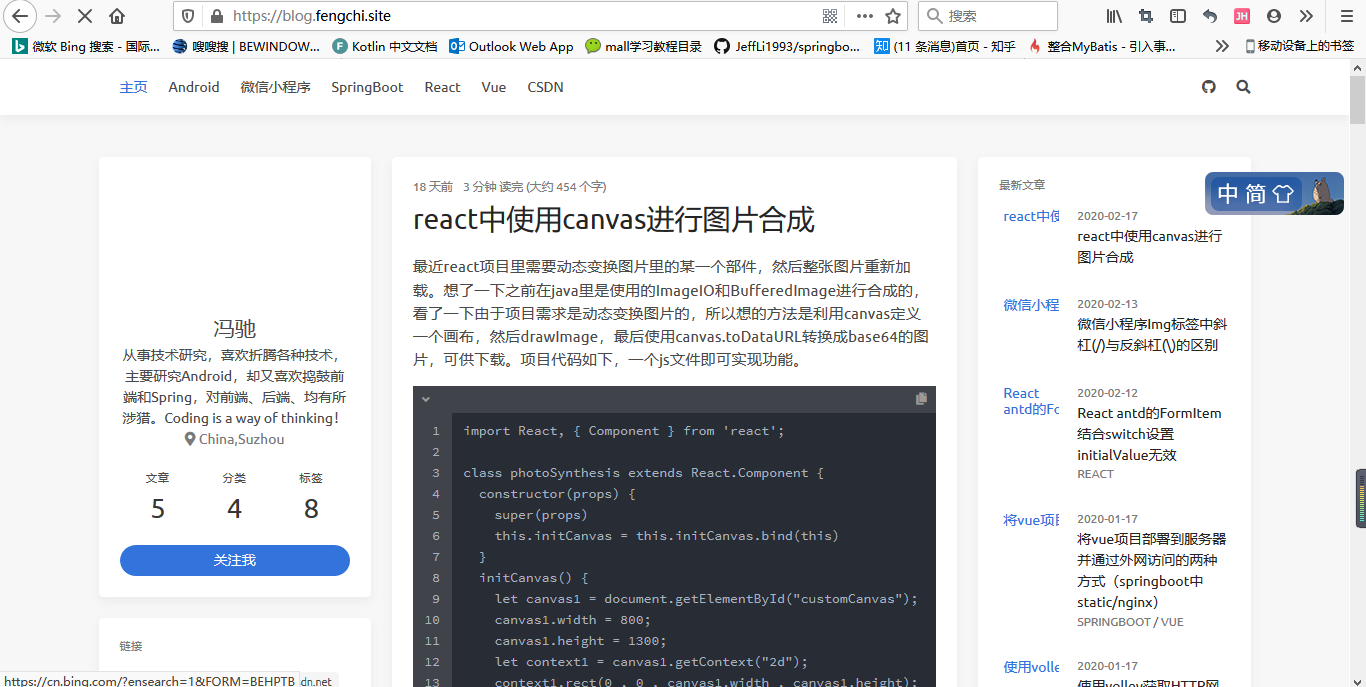 https://blog.fengchi.site
搜索
JH
微软 Bing 搜索 - 国际...
嗖嗖搜 | BEWINDOW...
Kotlin 中文文档
Outlook Web App
mall学习教程目录
JeffLi1993/springbo...
知 (11 条消息)首页 - 知乎
整合MyBatis - 引入事...
移动设备上的书签
主页 Android 微信小程序 SpringBoot React Vue CSDN
冯驰
从事技术研究，喜欢折腾各种技术，
主要研究Android，却又喜欢捣鼓前
端和Spring，对前端、后端、均有所
涉猎。Coding is a way of thinking!
China,Suzhou
文章 分类 标签
5 4 8
关注我
链接
18 天前 3 分钟 读完 (大约 454 个字)
react中使用canvas进行图片合成
最近react项目里需要动态变换图片里的某一个部件，然后整张图片重新加
载。想了一下之前在java里是使用的ImageIO和BufferedImage进行合成的，
看了一下由于项目需求是动态变换图片的，所以想的方法是利用canvas定义
一个画布，然后drawImage，最后使用canvas.toDataURL转换成base64的图
片，可供下载。项目代码如下，一个js文件即可实现功能。
1 import React, { Component } from 'react';
2
3 class photoSynthesis extends React.Component {
4 constructor(props) {
5 super(props)
6 this.initCanvas = this.initCanvas.bind(this)
7 }
8 initCanvas() {
9 let canvas1 = document.getElementById("customCanvas");
10 canvas1.width = 800;
11 canvas1.height = 1300;
12 let context1 = canvas1.getContext("2d");
13 context1.rect(0 , 0 , canvas1.width , canvas1.height);
最新文章
中 简
react中使
2020-02-17
react中使用canvas进行
图片合成
微信小程
2020-02-13
微信小程序Img标签中斜
杠(/)与反斜杠(\)的区别
React
antd的Fo
2020-02-12
React antd的FormItem
结合switch设置
initialValue无效
REACT
将vue项目
2020-01-17
将vue项目部署到服务器
并通过外网访问的两种
方式（springboot中
static/nginx）
SPRINGBOOT / VUE
使用volle
2020-01-17
使用volley获取HTTP网
https://cn.bing.com/?ensearch=1&FORM=BEHPTB
dn.net